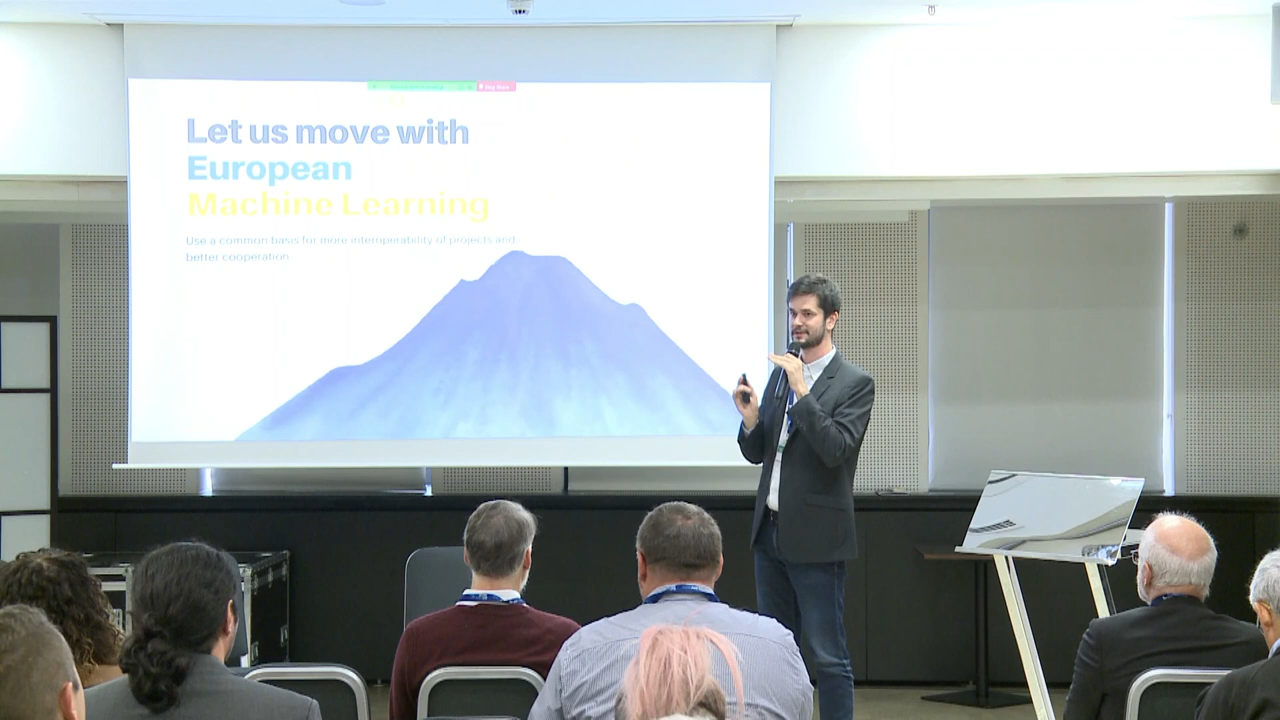 Let us move with
European
Machine Learning
Use a common basis for more interoperability of projects and
better cooperation